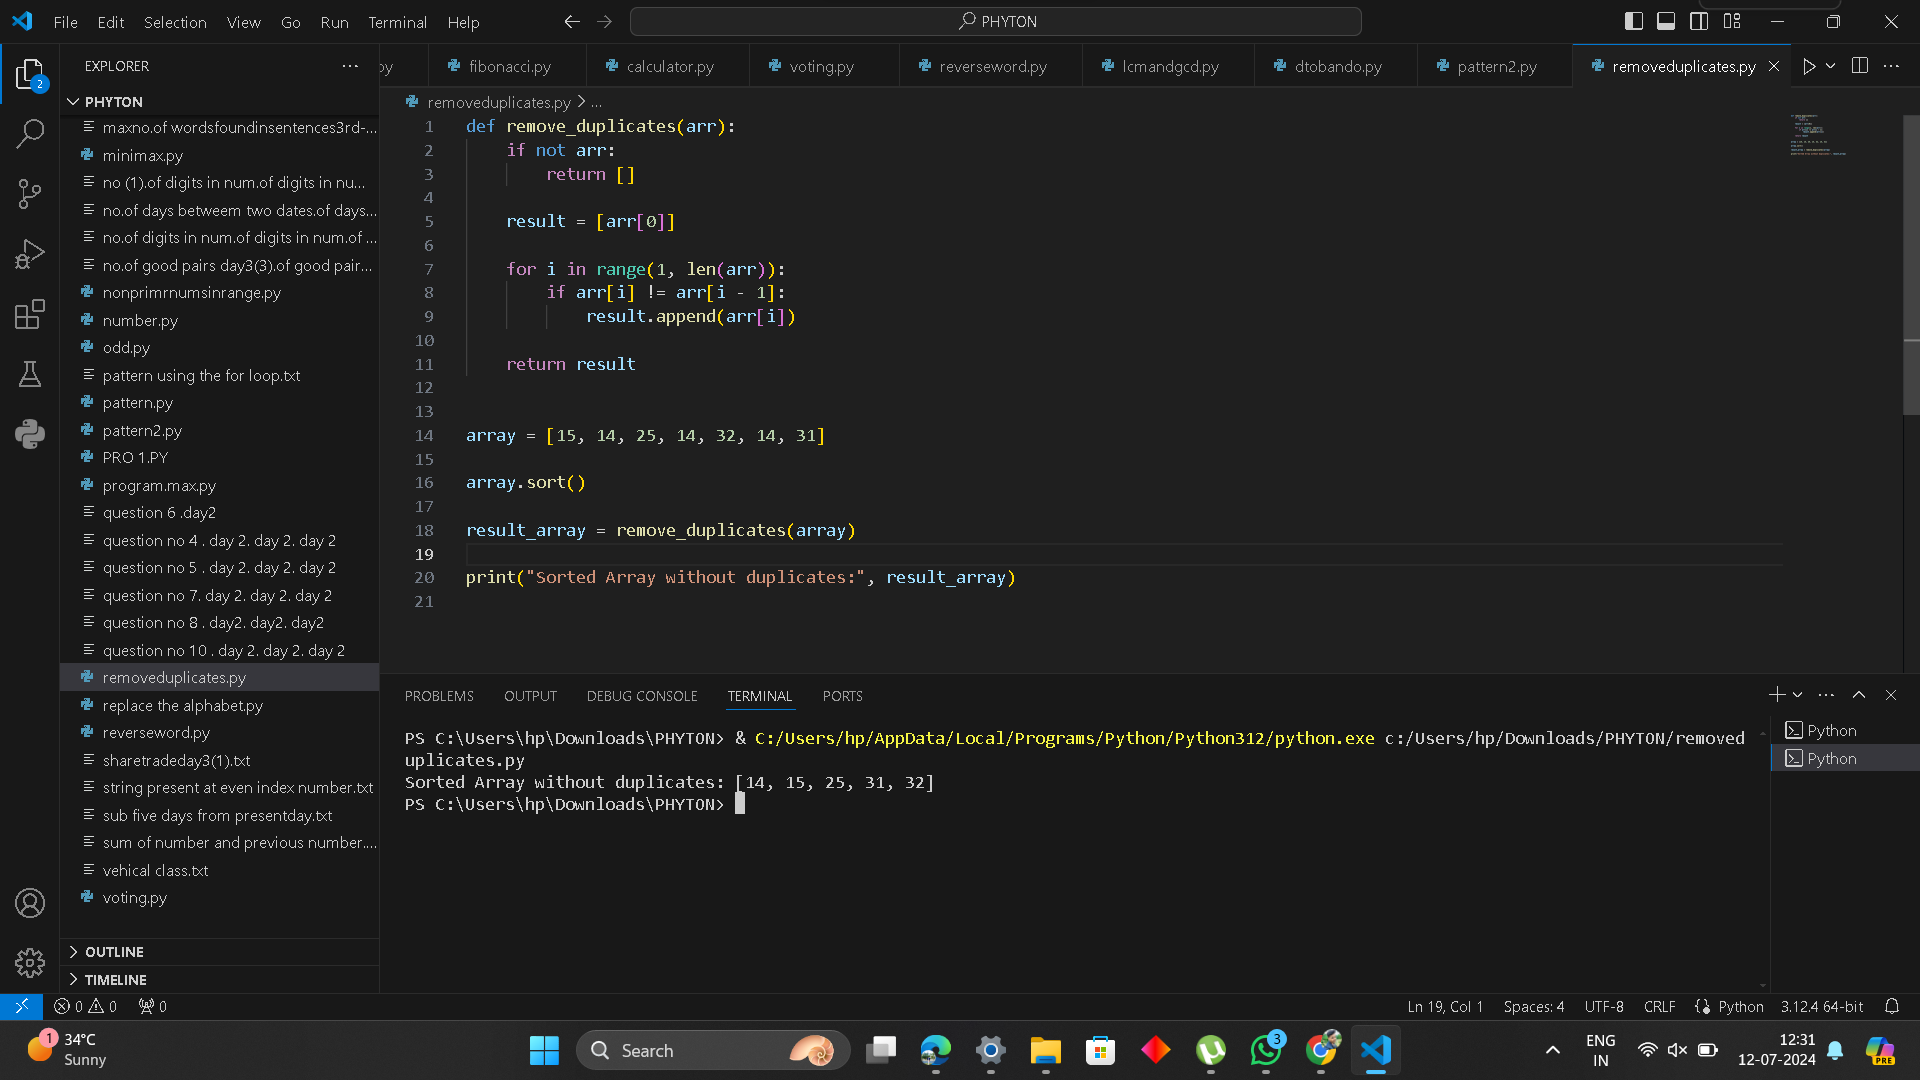 File Edit Selection View Go Run Terminal Help
PHYTON
EXPLORER
PHYTON
maxno.of wordsfoundinsentences3rd-...
minimax.py
no (1).of digits in num.of digits in nu...
no.of days betweem two dates.of days...
no.of digits in num.of digits in num.of ...
no.of good pairs day3(3).of good pair...
nonprimrnumsinrange.py
number.py
odd.py
pattern using the for loop.txt
pattern.py
pattern2.py
PRO 1.PY
program.max.py
question 6 .day2
question no 4 . day 2. day 2. day 2
question no 5 . day 2. day 2. day 2
question no 7. day 2. day 2. day 2
question no 8 . day2. day2. day2
question no 10 . day 2. day 2. day 2
removeduplicates.py
replace the alphabet.py
reverseword.py
sharetradeday3(1).txt
string present at even index number.txt
sub five days from presentday.txt
sum of number and previous number....
vehical class.txt
voting.py
OUTLINE
TIMELINE
py fibonacci.py calculator.py voting.py reverseword.py lcmandgcd.py dtobando.py pattern2.py removeduplicates.py
removeduplicates.py > ...
1 def remove_duplicates(arr):
2     if not arr:
3         return []
4
5     result = [arr[0]]
6
7     for i in range(1, len(arr)):
8         if arr[i] != arr[i - 1]:
9             result.append(arr[i])
10
11     return result
12
13
14 array = [15, 14, 25, 14, 32, 14, 31]
15
16 array.sort()
17
18 result_array = remove_duplicates(array)
19
20 print("Sorted Array without duplicates:", result_array)
21
PROBLEMS OUTPUT DEBUG CONSOLE TERMINAL PORTS
PS C:\Users\hp\Downloads\PHYTON> & C:/Users/hp/AppData/Local/Programs/Python/Python312/python.exe c:/Users/hp/Downloads/PHYTON/removed
uplicates.py
Sorted Array without duplicates: [14, 15, 25, 31, 32]
PS C:\Users\hp\Downloads\PHYTON>
Python
Python
2
0 0 0
Ln 19, Col 1 Spaces: 4 UTF-8 CRLF Python 3.12.4 64-bit
1
34°C
Sunny
Search
3
ENG
IN
12:31
12-07-2024
PRE